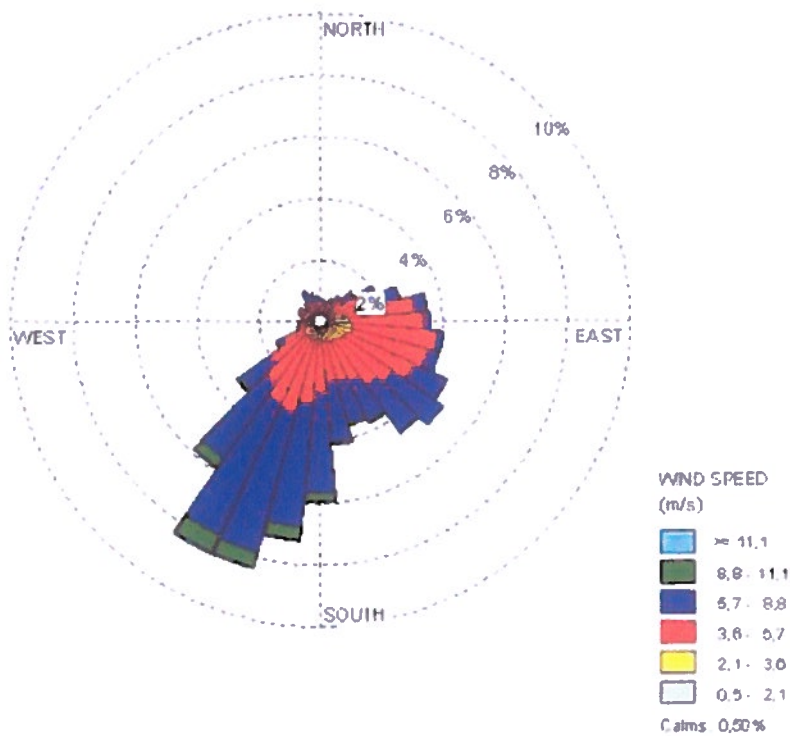 NORTH
10%
8%
6%
4%
2%
WEST
EAST
SOUTH
WIND SPEED
(m/s)
>= 11,1
8,8 - 11,1
5,7 - 8,8
3,6 - 5,7
2,1 - 3,6
0,5 - 2,1
Calms 0,50%